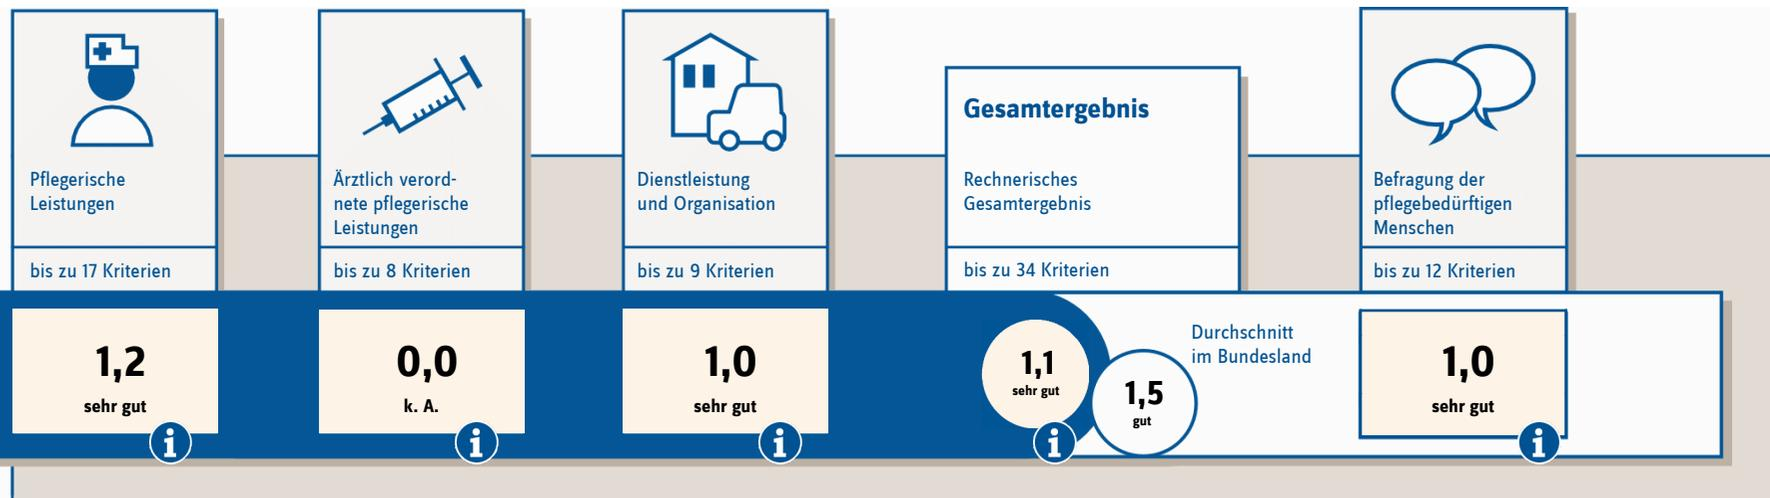 Pflegerische
Leistungen
bis zu 17 Kriterien
1,2
sehr gut
Ärztlich verord-
nete pflegerische
Leistungen
bis zu 8 Kriterien
0,0
k. A.
Dienstleistung
und Organisation
bis zu 9 Kriterien
1,0
sehr gut
Gesamtergebnis
Rechnerisches
Gesamtergebnis
bis zu 34 Kriterien
1,1
sehr gut
1,5
gut
Durchschnitt
im Bundesland
Befragung der
pflegebedürftigen
Menschen
bis zu 12 Kriterien
1,0
sehr gut